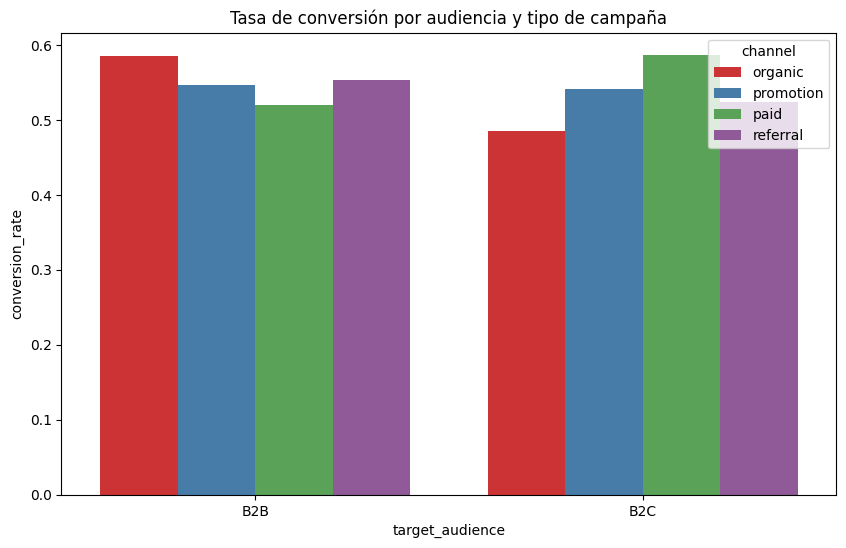 Tasa de conversión por audiencia y tipo de campaña
channel
organic
promotion
paid
referral
conversion_rate
0.6
0.5
0.4
0.3
0.2
0.1
0.0
B2B
B2C
target_audience